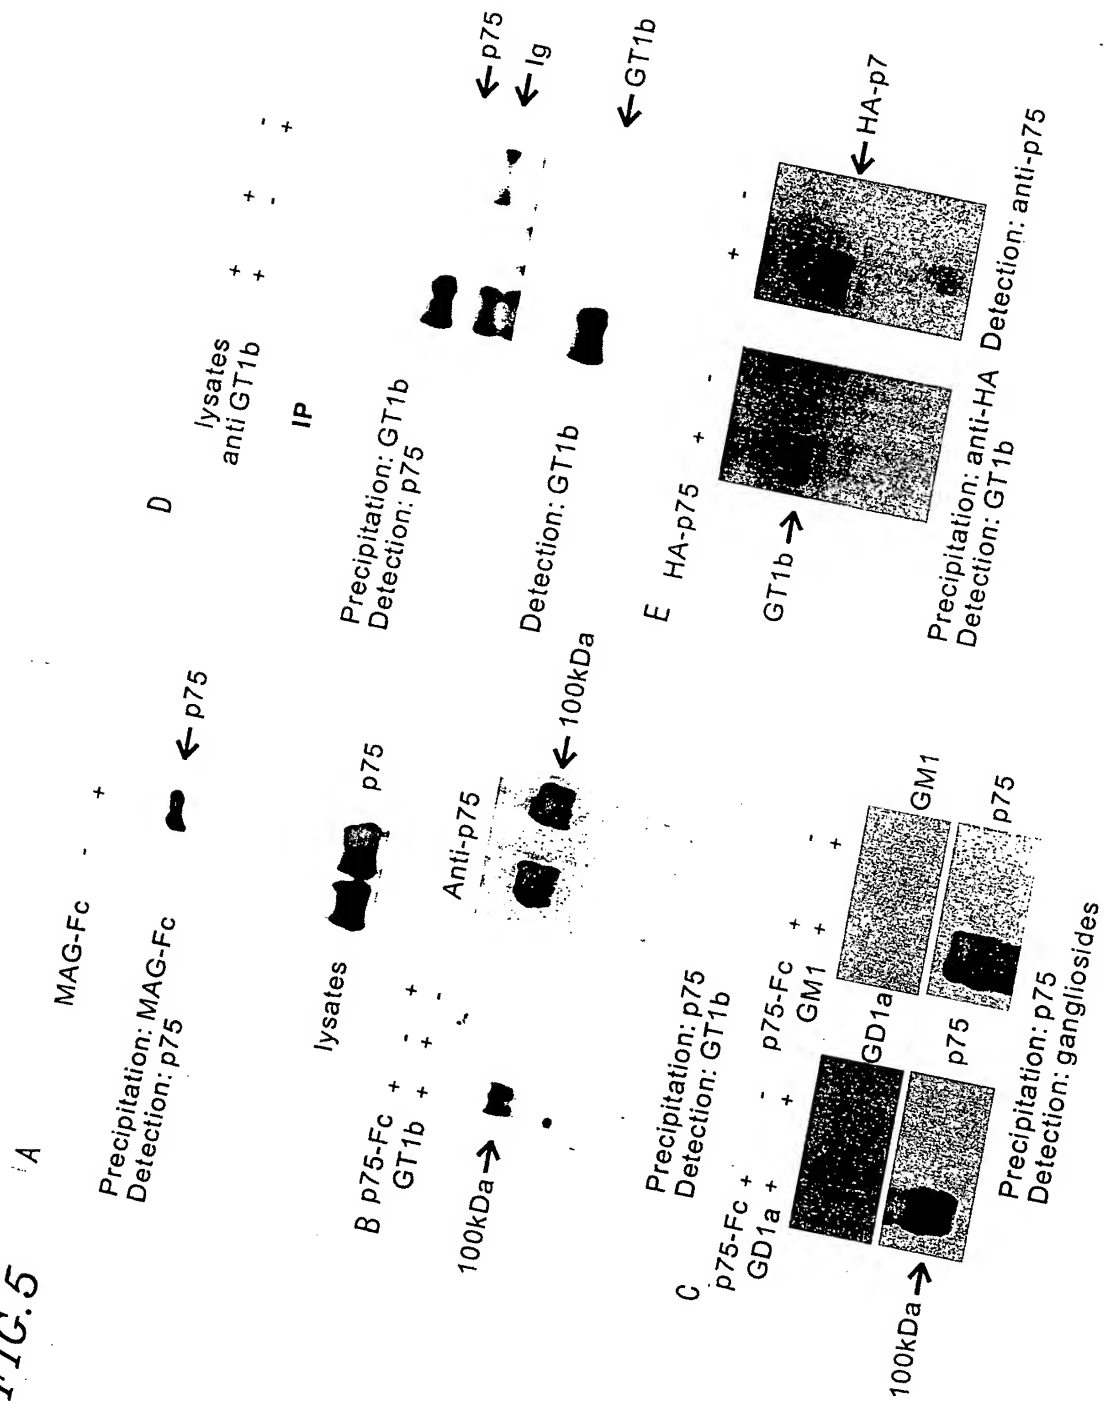 FIG.5
A
MAG-Fc - +
Precipitation: MAG-Fc
Detection: p75
← p75
lysates
p75
B p75-Fc + - +
GT1b + + -
100kDa →
Anti-p75
← 100kDa
Precipitation: p75
Detection: GT1b
C
p75-Fc + -
GD1a + +
GD1a
100kDa →
p75
p75-Fc + -
GM1 + +
GM1
p75
Precipitation: p75
Detection: gangliosides
D
lysates + + -
anti GT1b + - +
IP
Precipitation: GT1b
Detection: p75
← p75
← Ig
Detection: GT1b
← GT1b
E HA-p75 + - + -
GT1b →
← HA-p7
Precipitation: anti-HA
Detection: GT1b
Detection: anti-p75